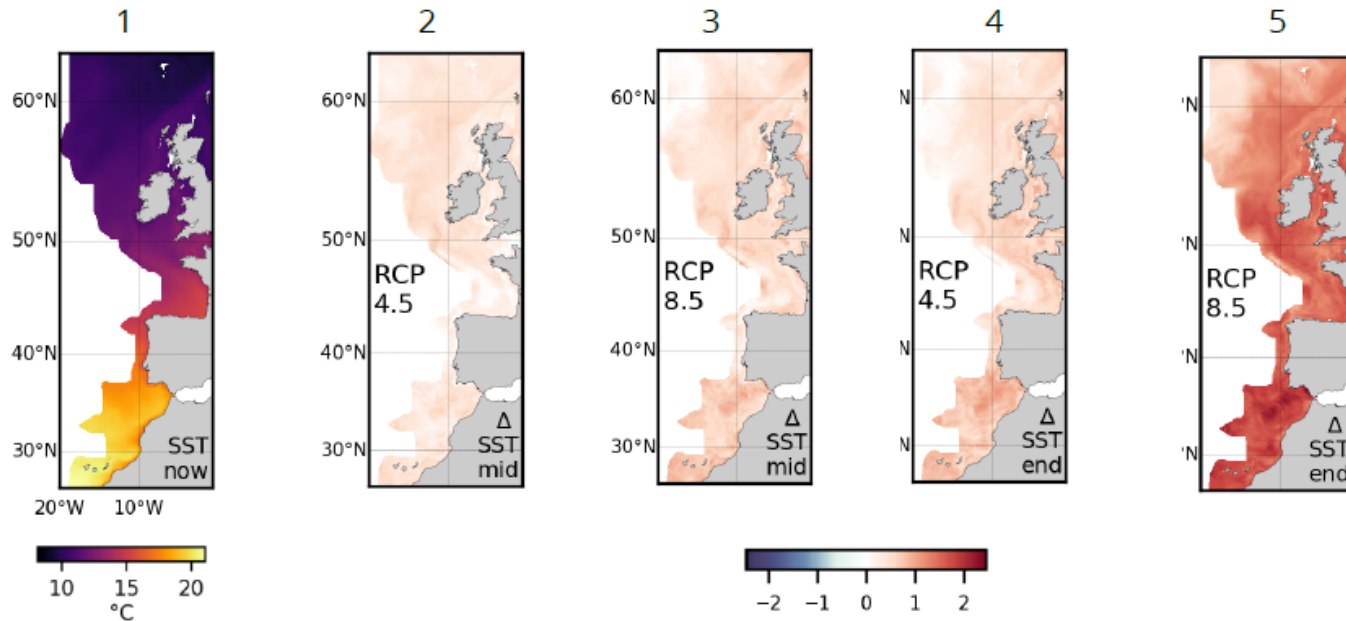 1 2 3 4 5
60°N 60°N 60°N N 'N
50°N 50°N 50°N N 'N
RCP 4.5
RCP 8.5
RCP 4.5
RCP 8.5
40°N 40°N 40°N N 'N
30°N 30°N 30°N N 'N
SST
now
Δ
SST
mid
Δ
SST
mid
Δ
SST
end
Δ
SST
end
20°W 10°W
10 15 20
°C
−2 −1 0 1 2